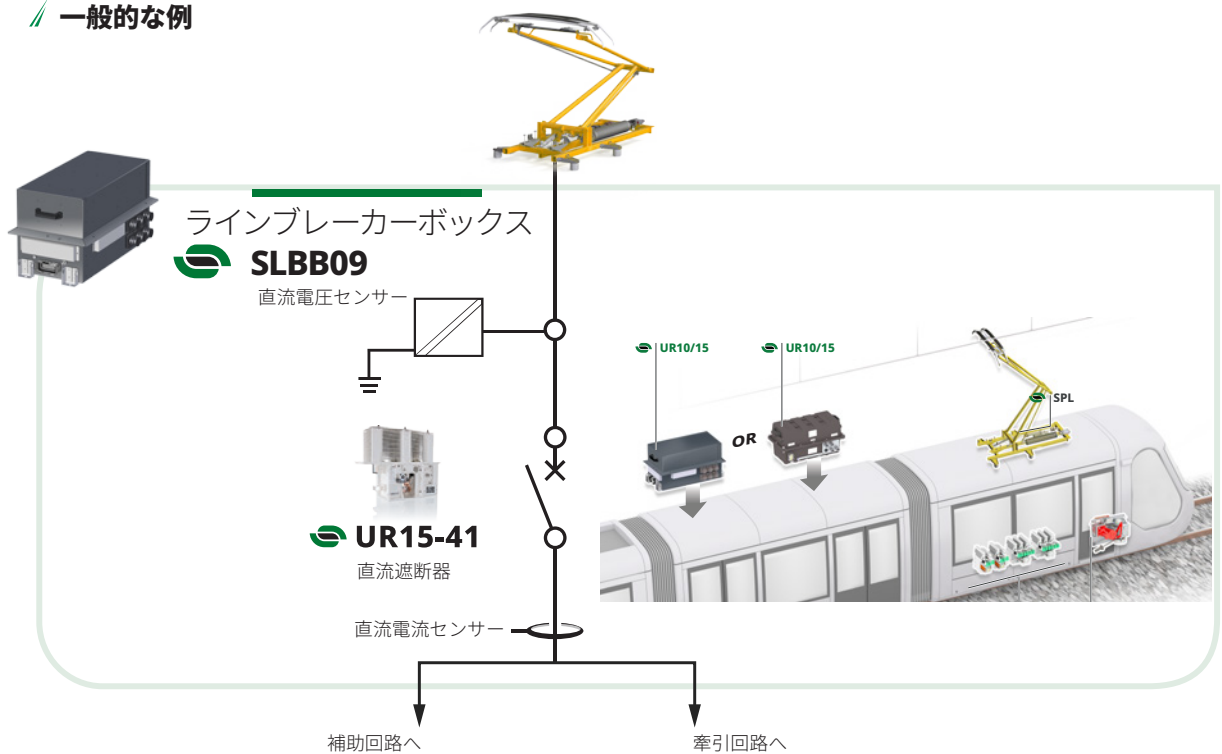 一般的な例
ラインブレーカーボックス
SLBB09
直流電圧センサー
UR10/15
UR10/15
OR
SPL
UR15-41
直流遮断器
直流電流センサー
補助回路へ
牽引回路へ